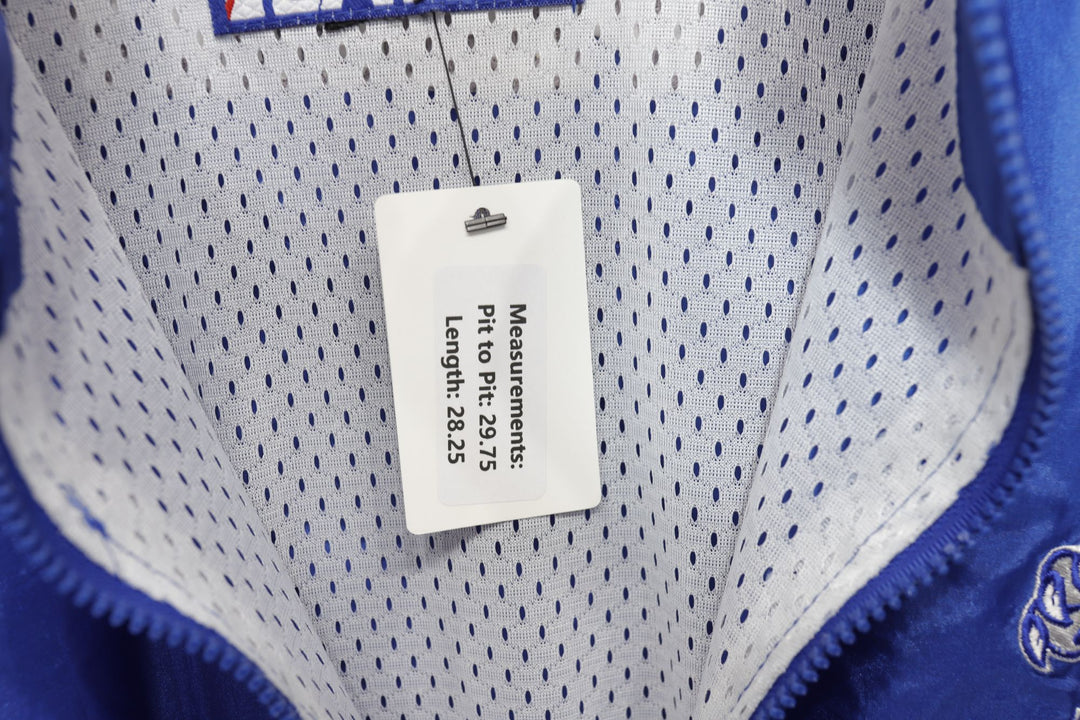 Measurements:
Pit to Pit: 29.75
Length: 28.25